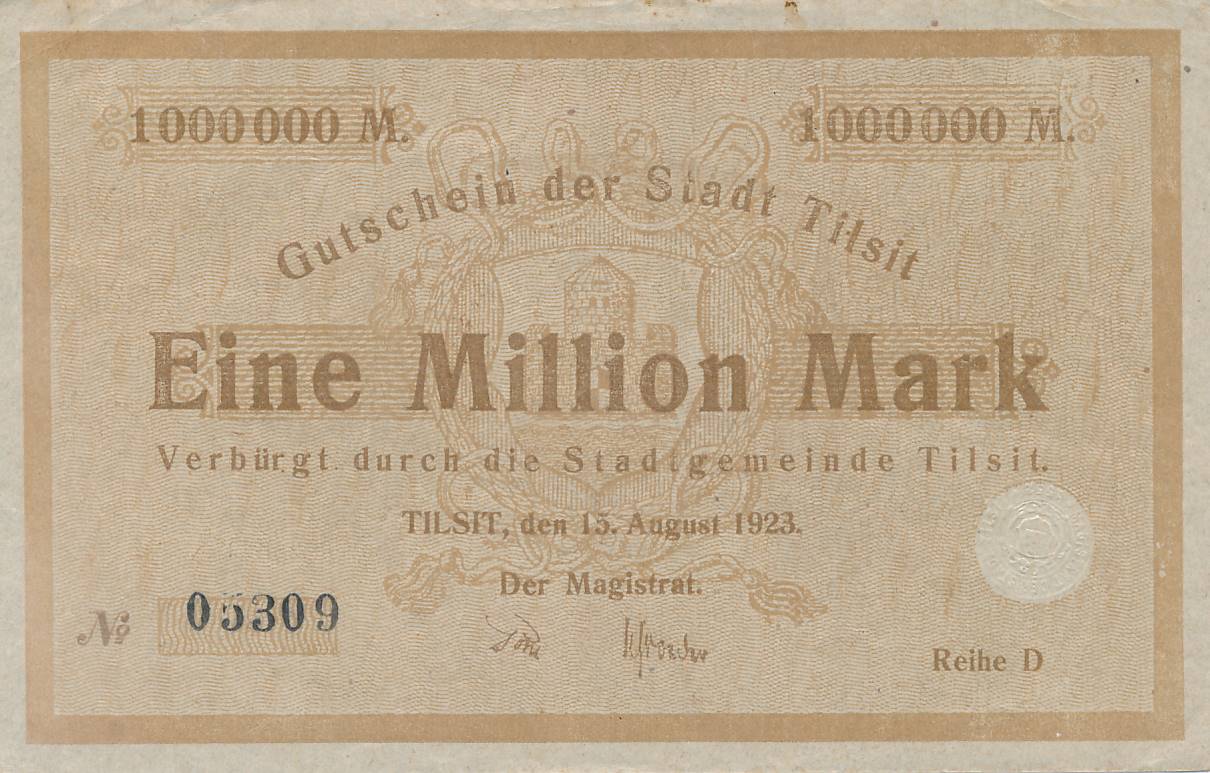 1000000 M. 1000000 M.
Gutschein der Stadt Tilsit
Eine Million Mark
Verbürgt durch die Stadtgemeinde Tilsit.
TILSIT, den 15. August 1923.
Der Magistrat.
№ 05309
Reihe D